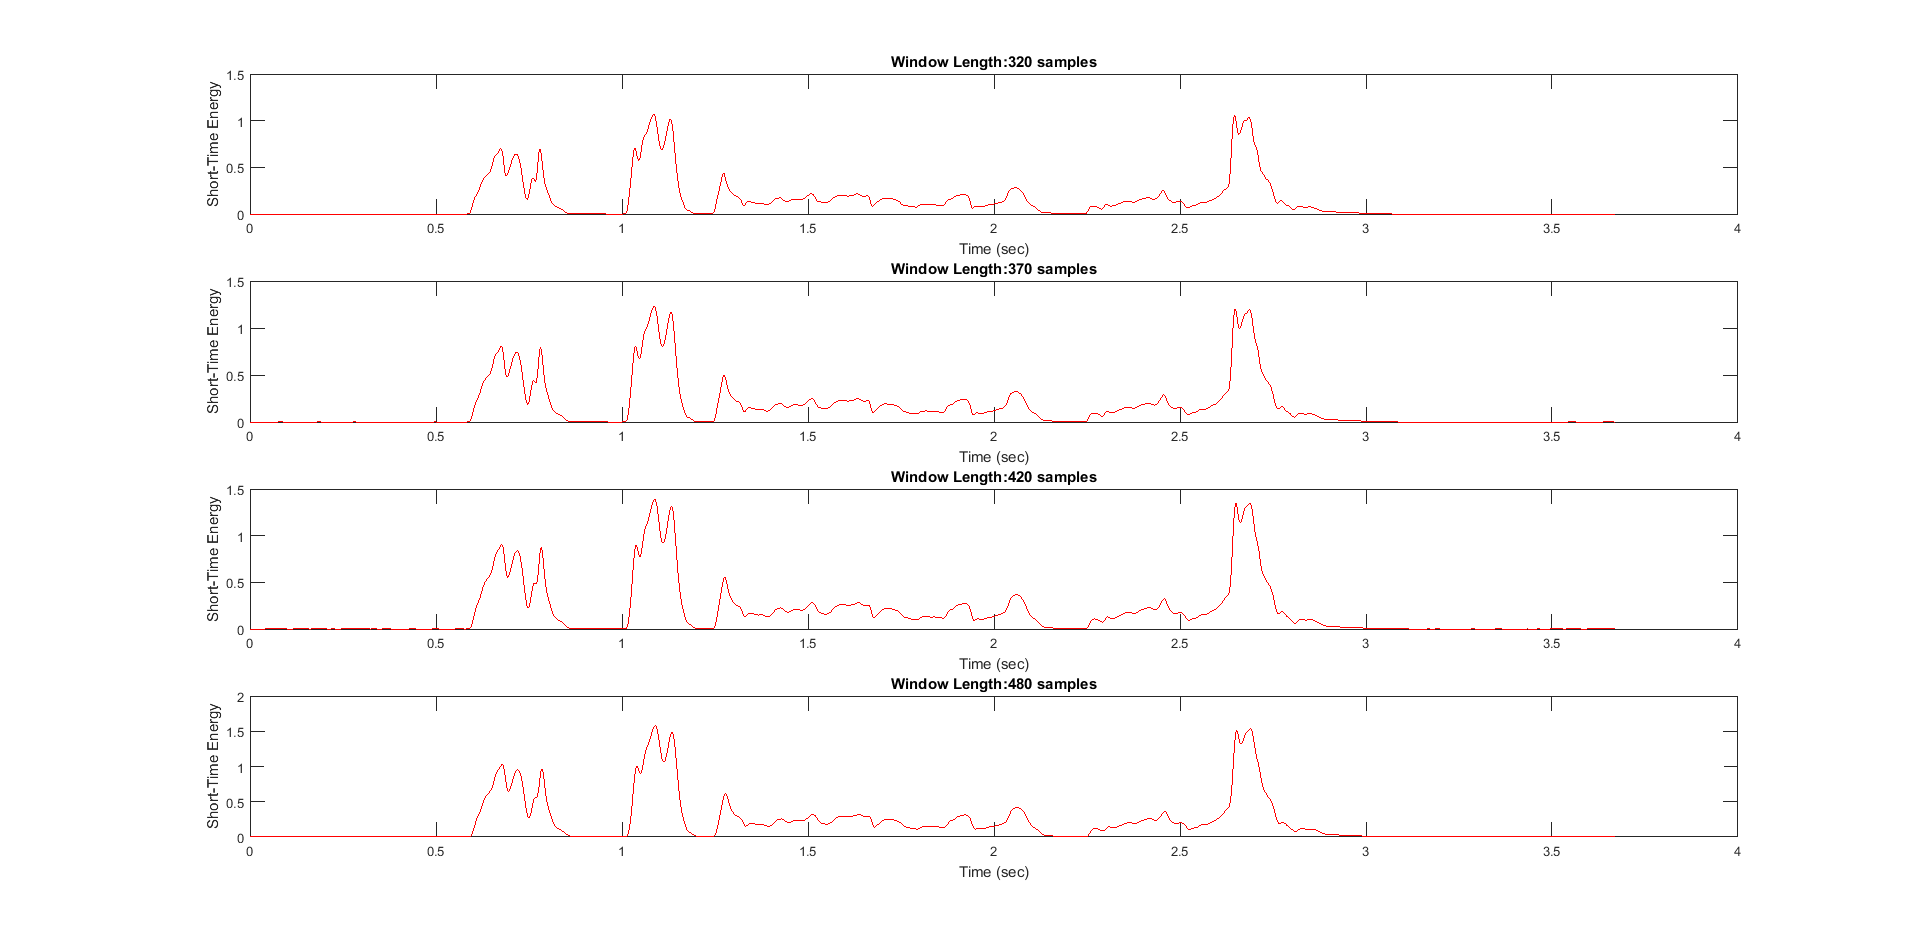 Window Length:320 samples
Short-Time Energy
1.5
1
0.5
0
0 0.5 1 1.5 2 2.5 3 3.5 4
Time (sec)
Window Length:370 samples
Short-Time Energy
1.5
1
0.5
0
0 0.5 1 1.5 2 2.5 3 3.5 4
Time (sec)
Window Length:420 samples
Short-Time Energy
1.5
1
0.5
0
0 0.5 1 1.5 2 2.5 3 3.5 4
Time (sec)
Window Length:480 samples
Short-Time Energy
2
1.5
1
0.5
0
0 0.5 1 1.5 2 2.5 3 3.5 4
Time (sec)